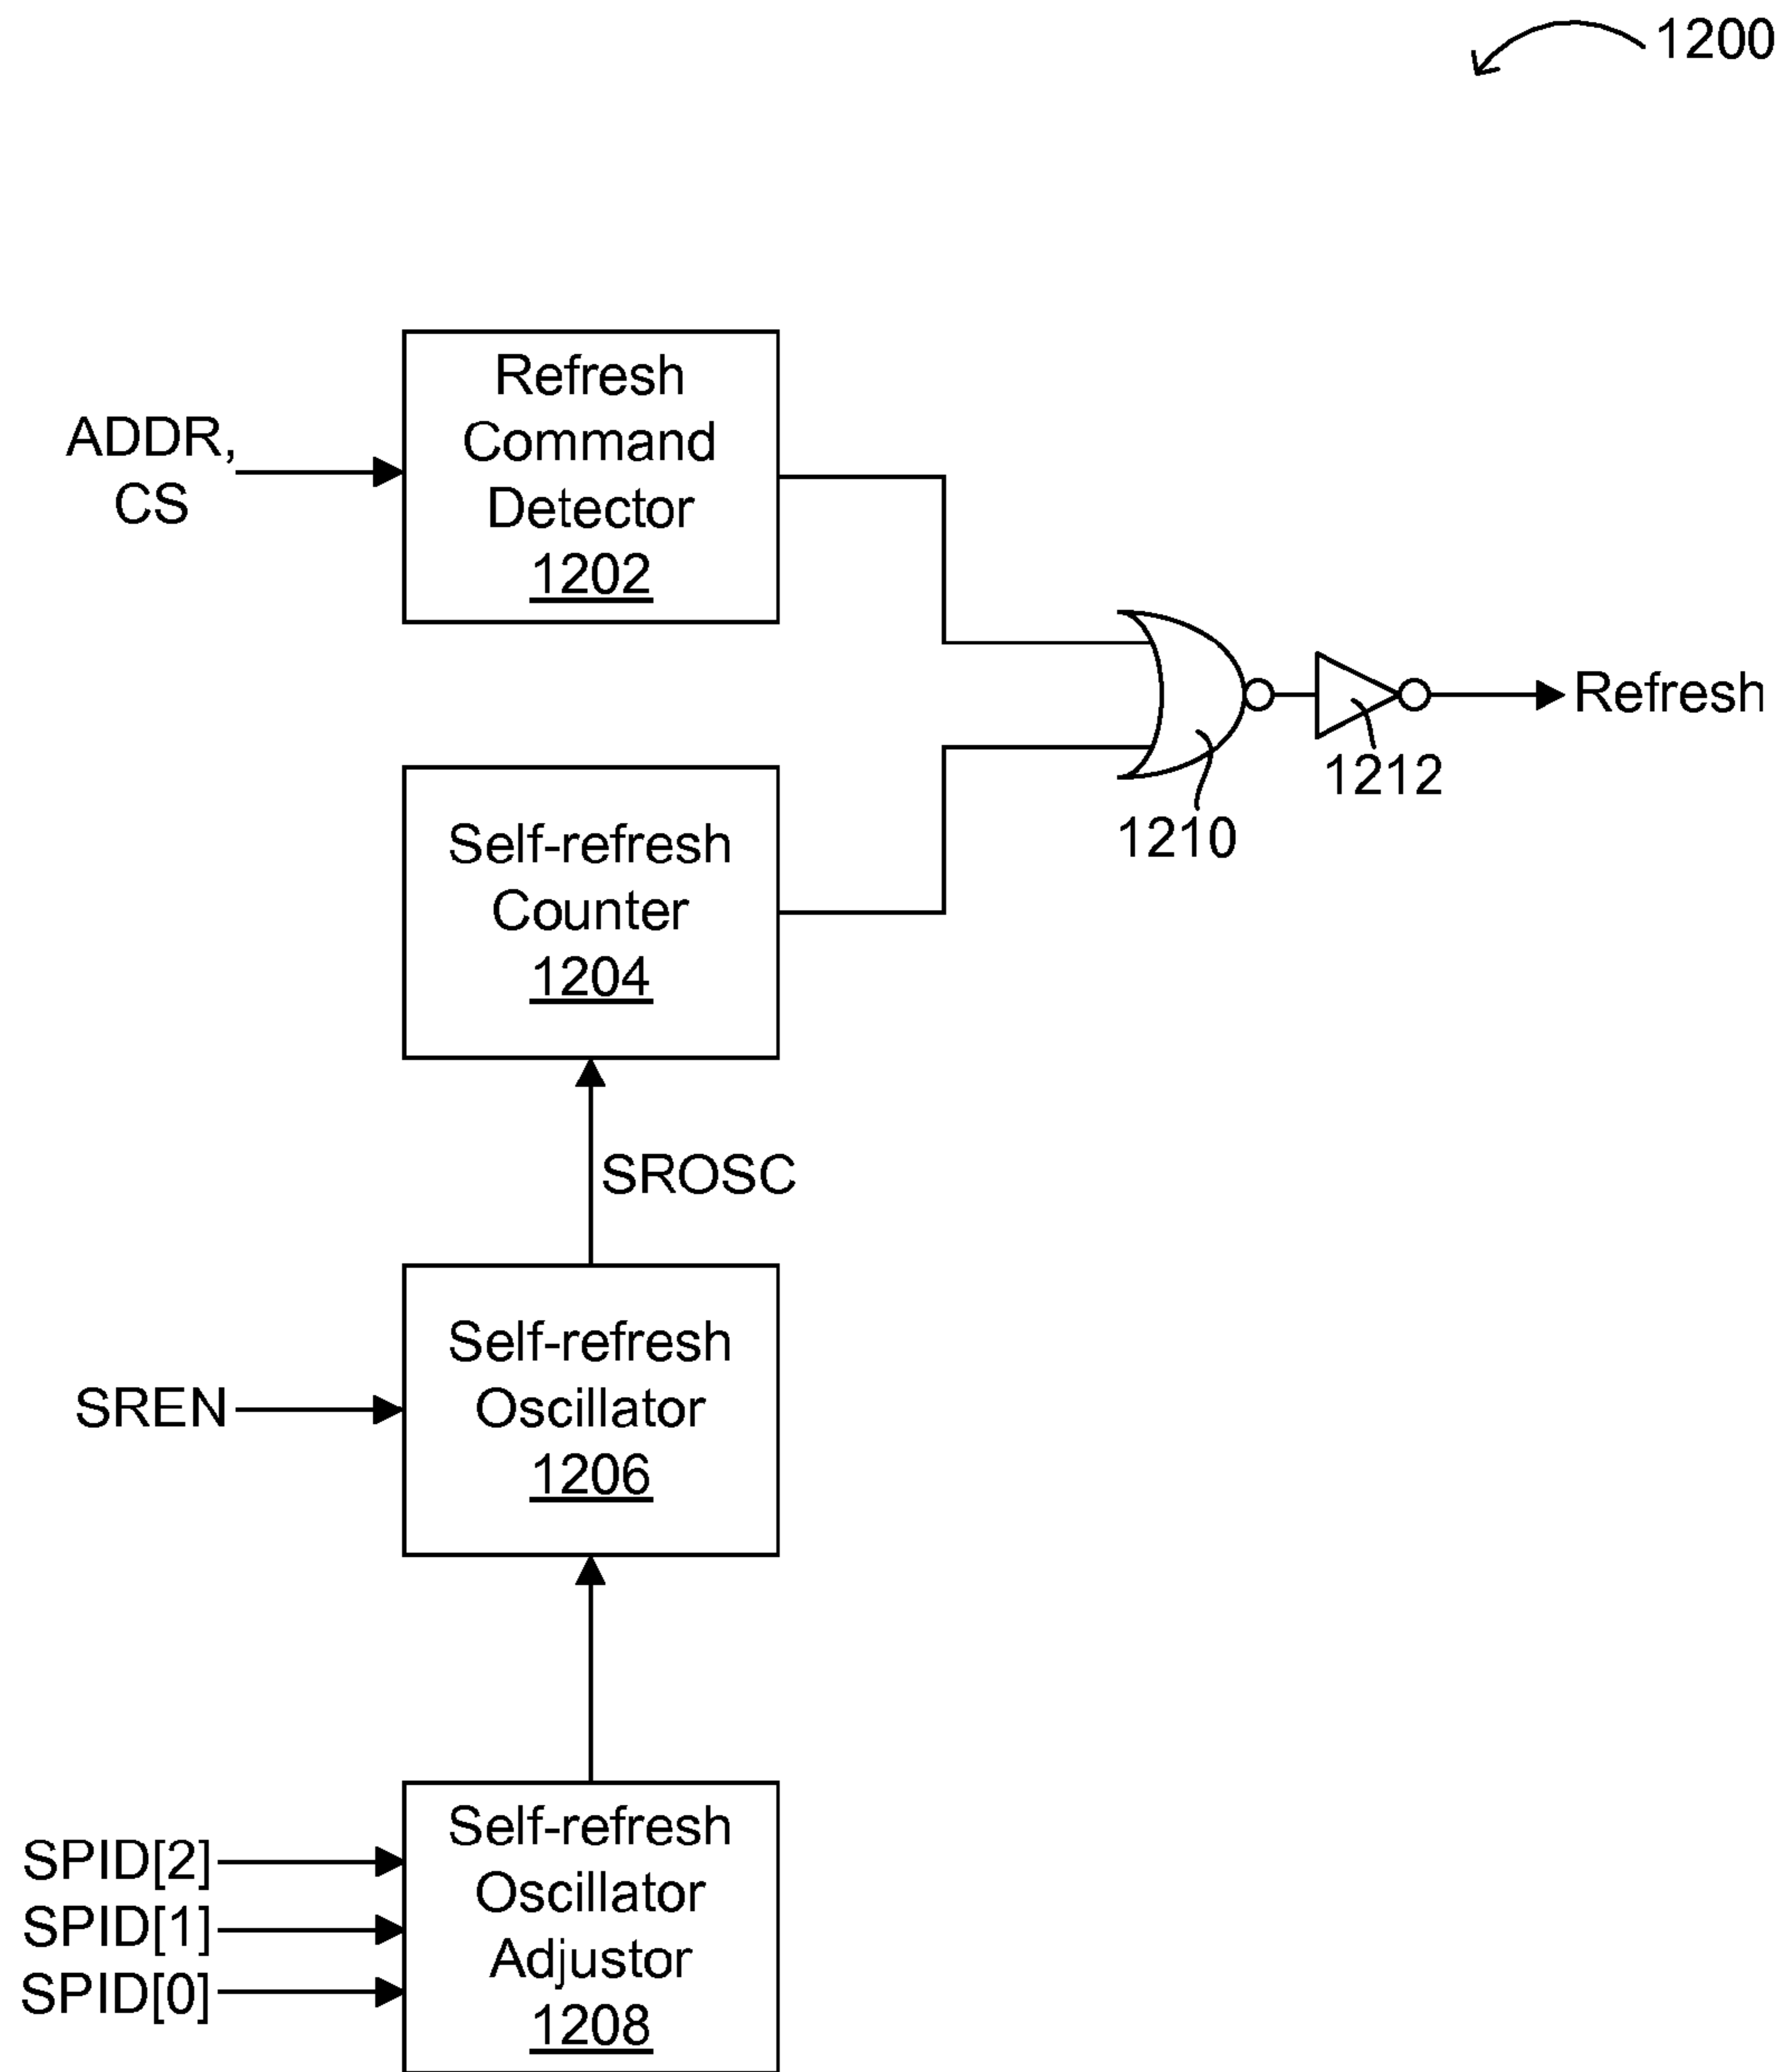 1200
ADDR,
CS
Refresh
Command
Detector
1202
Refresh
1212
1210
Self-refresh
Counter
1204
SROSC
SREN
Self-refresh
Oscillator
1206
SPID[2]
SPID[1]
SPID[0]
Self-refresh
Oscillator
Adjustor
1208